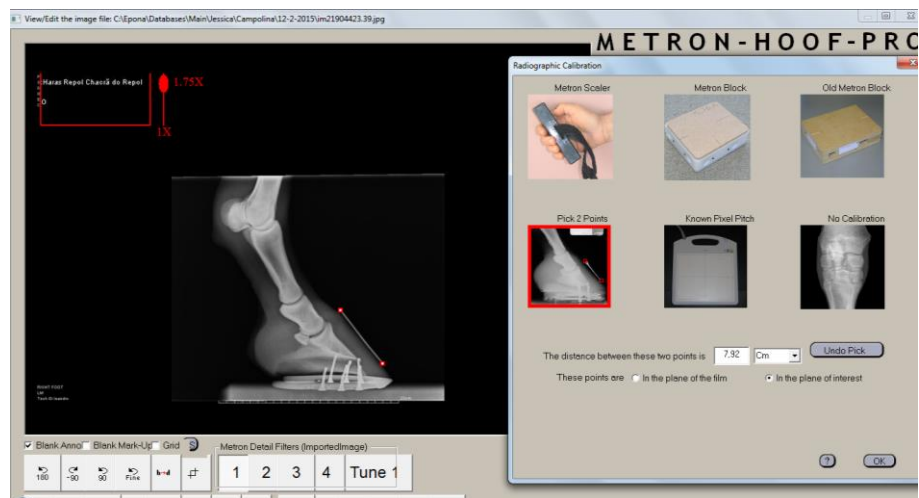 View/Edit the image file: C:\Epona\Databases\Main\Jessica\Campolina\12-2-2015\im21904423.39.jpg
METRON-HOOF-PRO
Haras Repol Chacrã do Repol
1.75X
1X
RIGHT FOOT
LM
Radiographic Calibration
Metron Scaler
Metron Block
Old Metron Block
Pick 2 Points
Known Pixel Pitch
No Calibration
The distance between these two points is 7.92 Cm Undo Pick
These points are In the plane of the film In the plane of interest
? OK
Blank Annot Blank Mark-Up Grid S Metron Detail Filters (ImportedImage)
180 -90 90 Fine 1 2 3 4 Tune 1